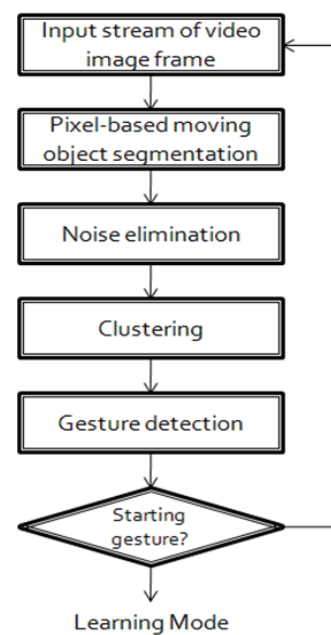 Input stream of video
image frame
Pixel-based moving
object segmentation
Noise elimination
Clustering
Gesture detection
Starting
gesture?
Learning Mode